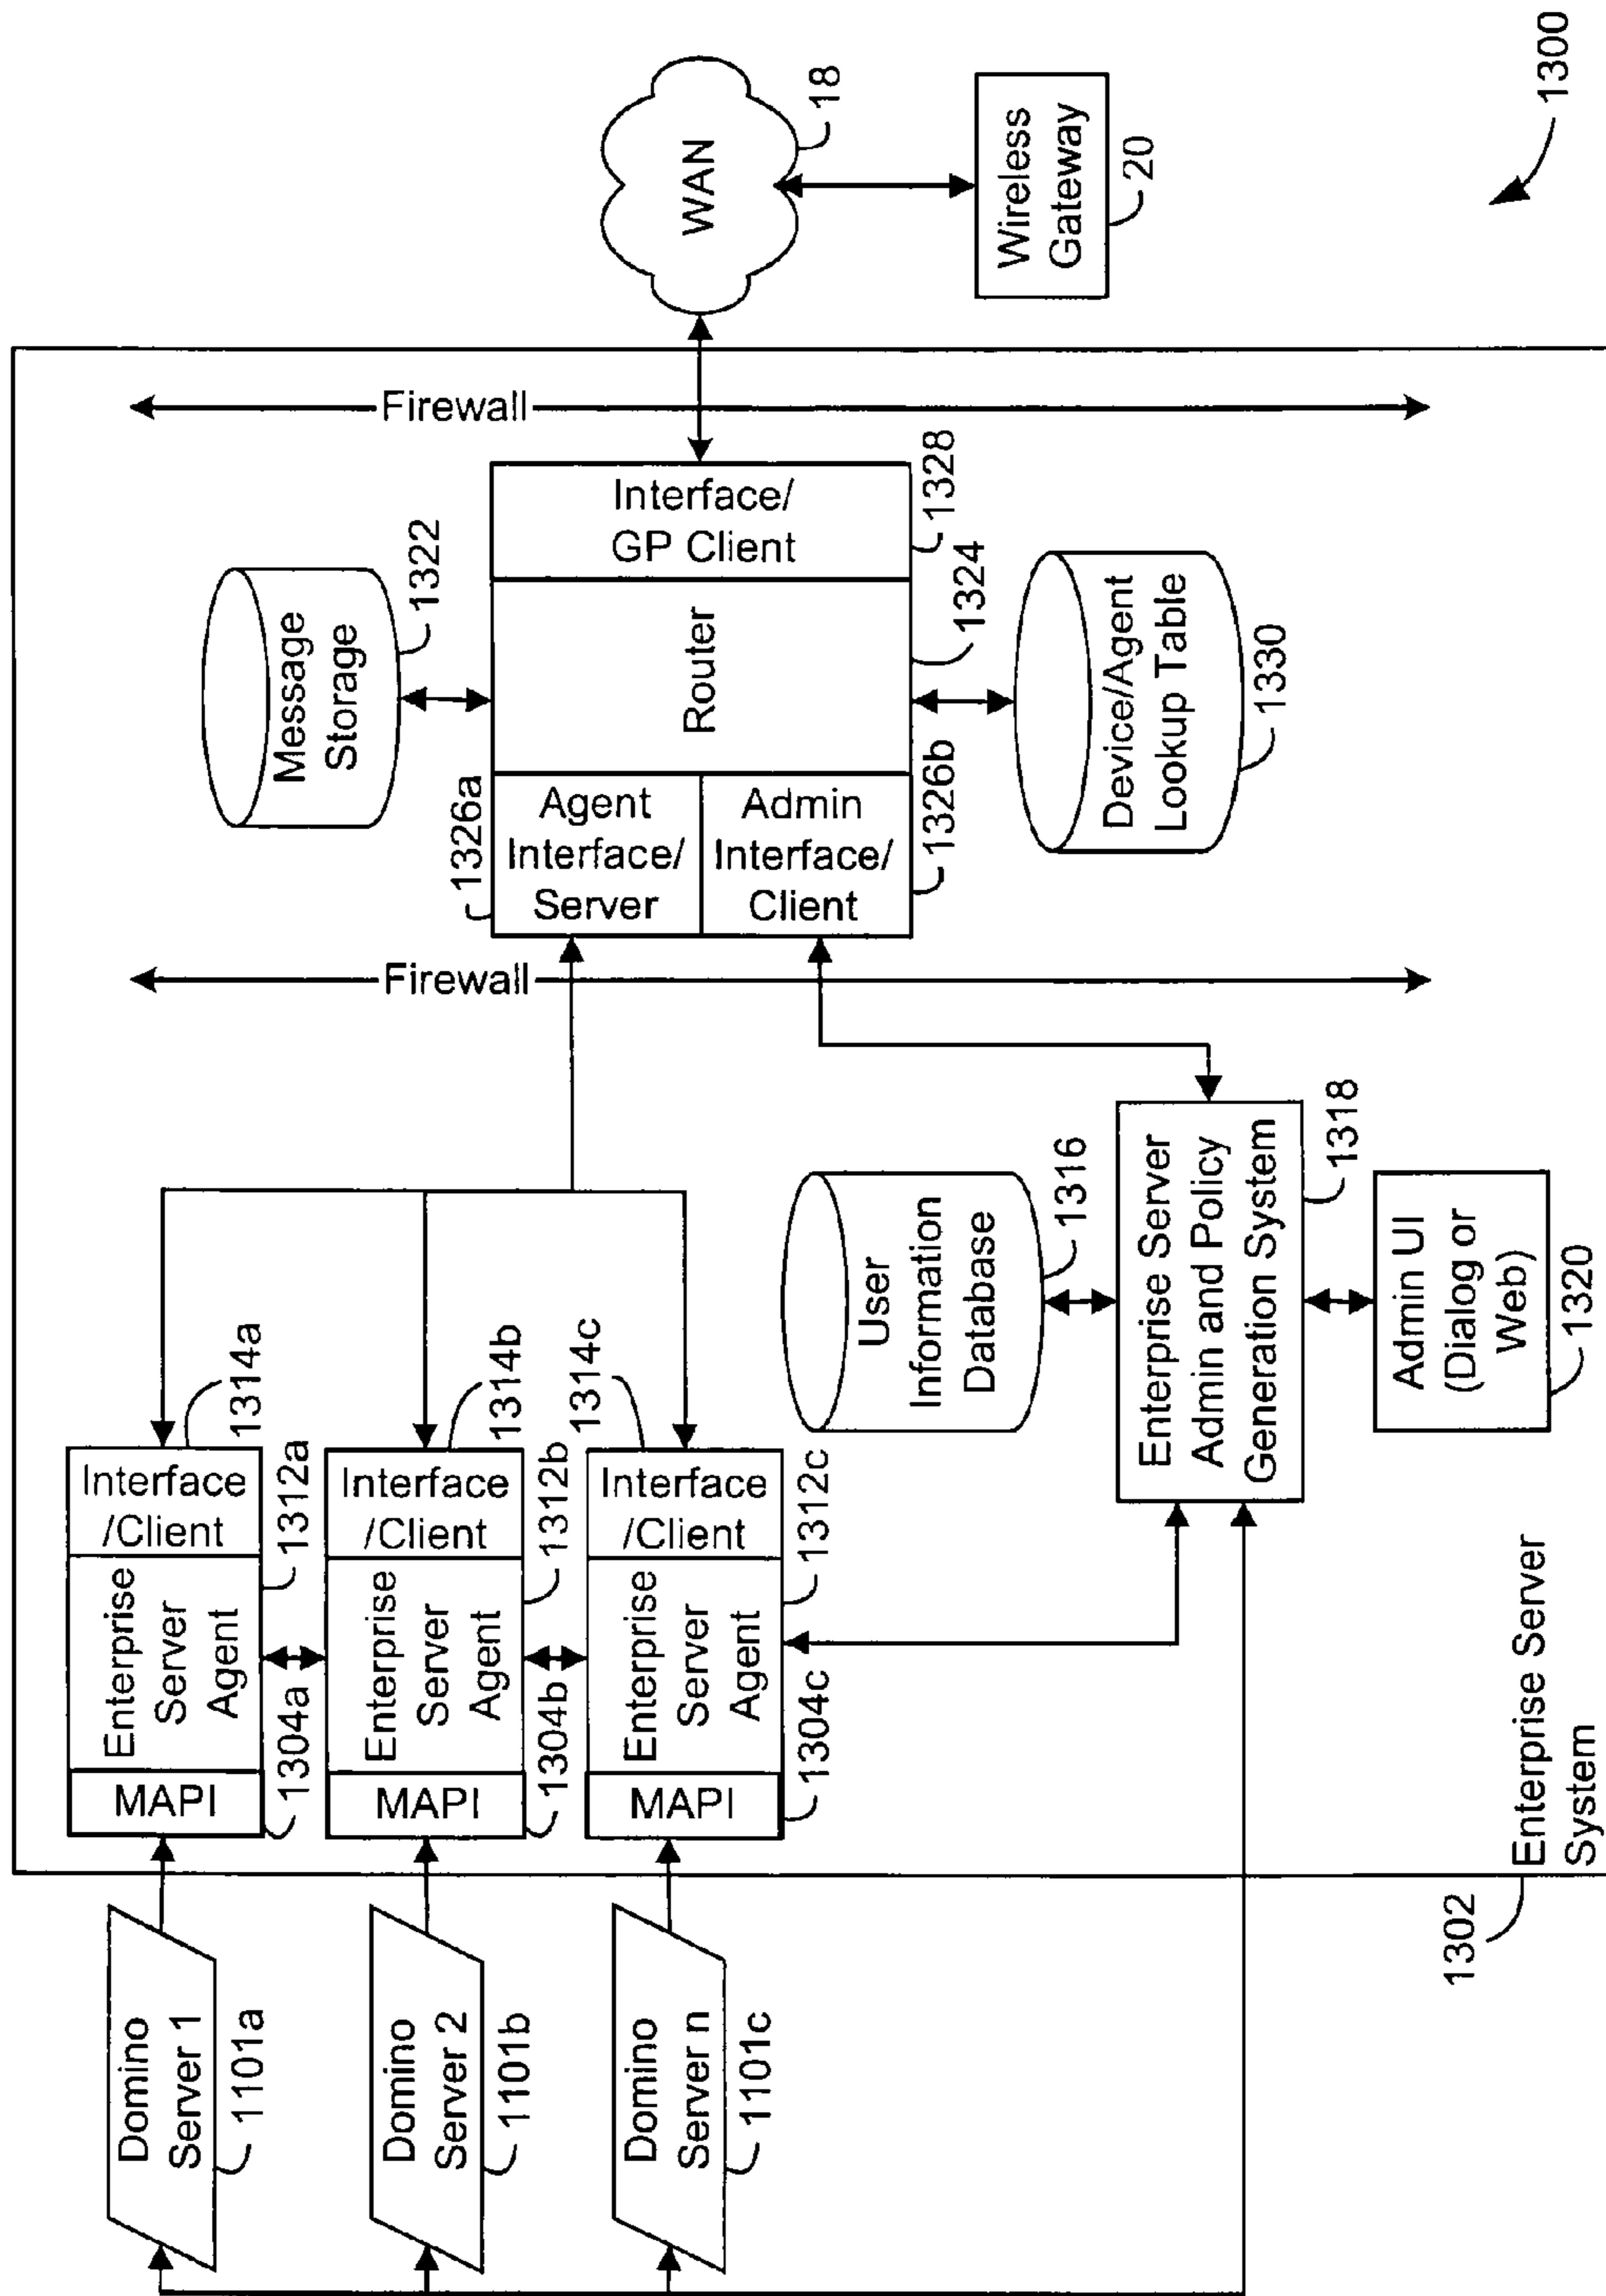 Domino
Server 1
1101a
Domino
Server 2
1101b
Domino
Server n
1101c
MAPI
1304a
Enterprise
Server
Agent
1312a
Interface
/Client
1314a
MAPI
1304b
Enterprise
Server
Agent
1312b
Interface
/Client
1314b
MAPI
1304c
Enterprise
Server
Agent
1312c
Interface
/Client
1314c
User
Information
Database
1316
Enterprise Server
Admin and Policy
Generation System
1318
Admin UI
(Dialog or
Web)
1320
1302
Enterprise Server
System
Firewall
1326a
Agent
Interface/
Server
Admin
Interface/
Client
1326b
Message
Storage
1322
Router
1324
Interface/
GP Client
1328
Device/Agent
Lookup Table
1330
Firewall
WAN
18
Wireless
Gateway
20
1300